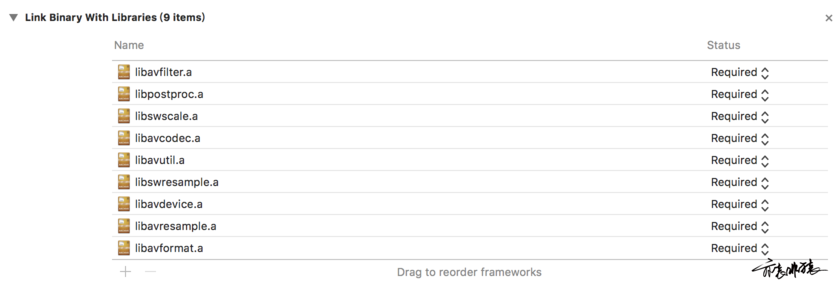 Link Binary With Libraries (9 items)
Name Status
libavfilter.a Required
libpostproc.a Required
libswscale.a Required
libavcodec.a Required
libavutil.a Required
libswresample.a Required
libavdevice.a Required
libavresample.a Required
libavformat.a Required
Drag to reorder frameworks